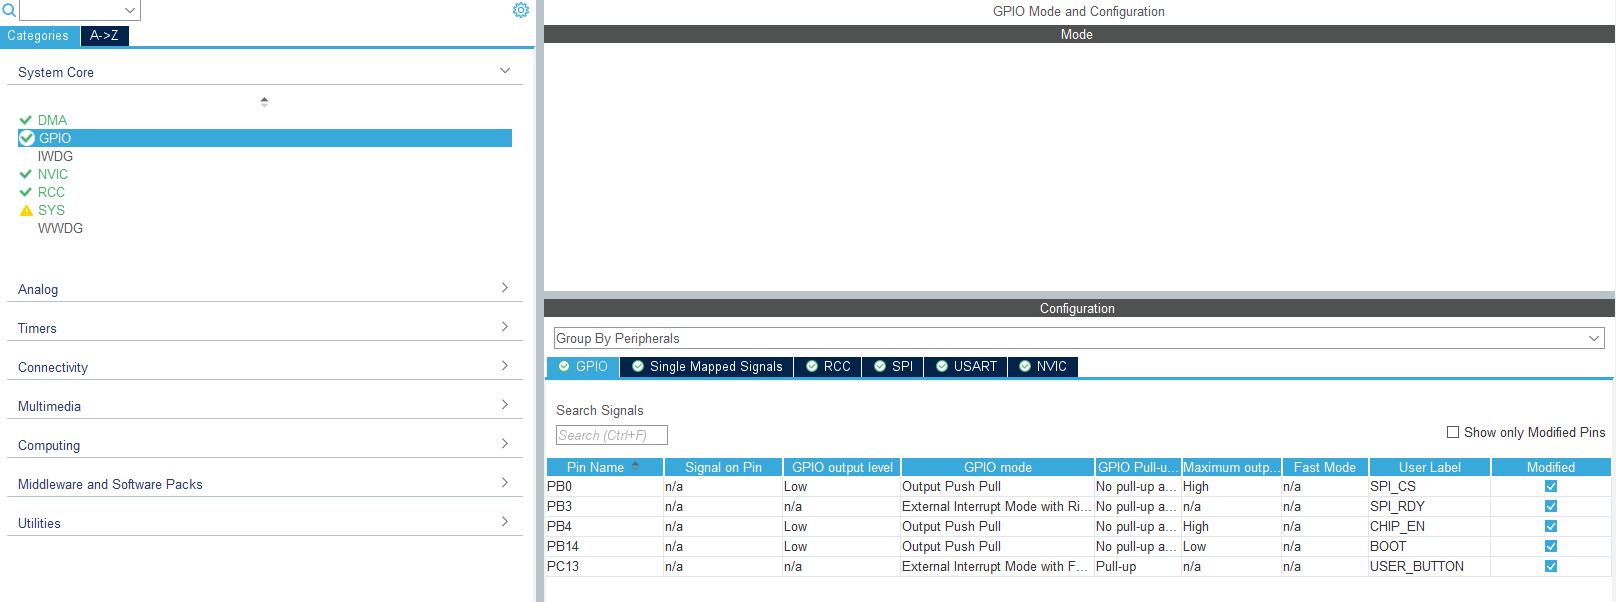 Categories
A->Z
System Core
DMA
GPIO
IWDG
NVIC
RCC
SYS
WWDG
Analog
Timers
Connectivity
Multimedia
Computing
Middleware and Software Packs
Utilities
GPIO Mode and Configuration
Mode
Configuration
Group By Peripherals
GPIO Single Mapped Signals RCC SPI USART NVIC
Search Signals
Search (Ctrl+F)
Show only Modified Pins
Pin Name Signal on Pin GPIO output level GPIO mode GPIO Pull-u... Maximum outp... Fast Mode User Label Modified
PB0 n/a Low Output Push Pull No pull-up a... High n/a SPI_CS
PB3 n/a n/a External Interrupt Mode with Ri... No pull-up a... n/a n/a SPI_RDY
PB4 n/a Low Output Push Pull No pull-up a... High n/a CHIP_EN
PB14 n/a Low Output Push Pull No pull-up a... Low n/a BOOT
PC13 n/a n/a External Interrupt Mode with F... Pull-up n/a n/a USER_BUTTON